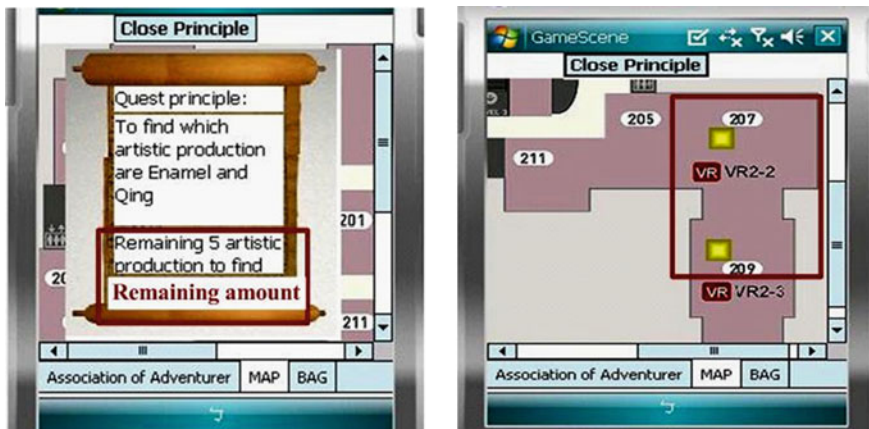 Close Principle
Quest principle:
To find which
artistic production
are Enamel and
Qing
Remaining 5 artistic
production to find
Remaining amount
201
20
211
Association of Adventurer MAP BAG
GameScene
Close Principle
205
207
211
VR VR2-2
209
VR VR2-3
Association of Adventurer MAP BAG